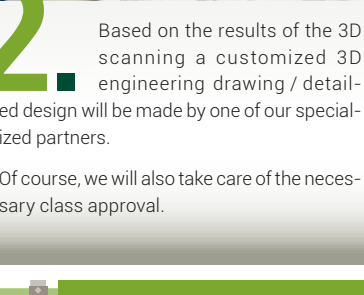 2.
Based on the results of the 3D
scanning a customized 3D
engineering drawing / detail-
ed design will be made by one of our special-
ized partners.
Of course, we will also take care of the neces-
sary class approval.